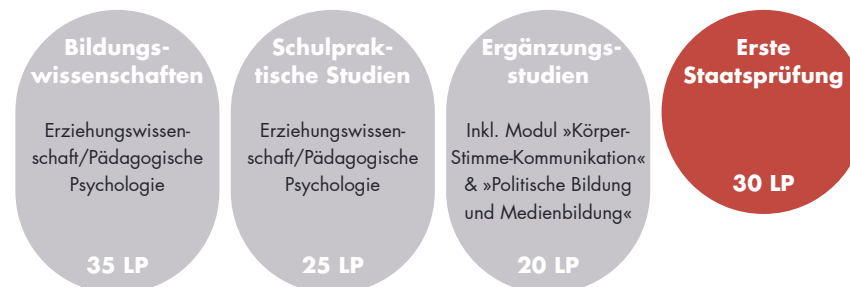 Bildungs-
wissenschaften
Erziehungswissen-
schaft/Pädagogische
Psychologie
35 LP
Schulprak-
tische Studien
Erziehungswissen-
schaft/Pädagogische
Psychologie
25 LP
Ergänzungs-
studien
Inkl. Modul »Körper-
Stimme-Kommunikation«
& »Politische Bildung
und Medienbildung«
20 LP
Erste
Staatsprüfung
30 LP